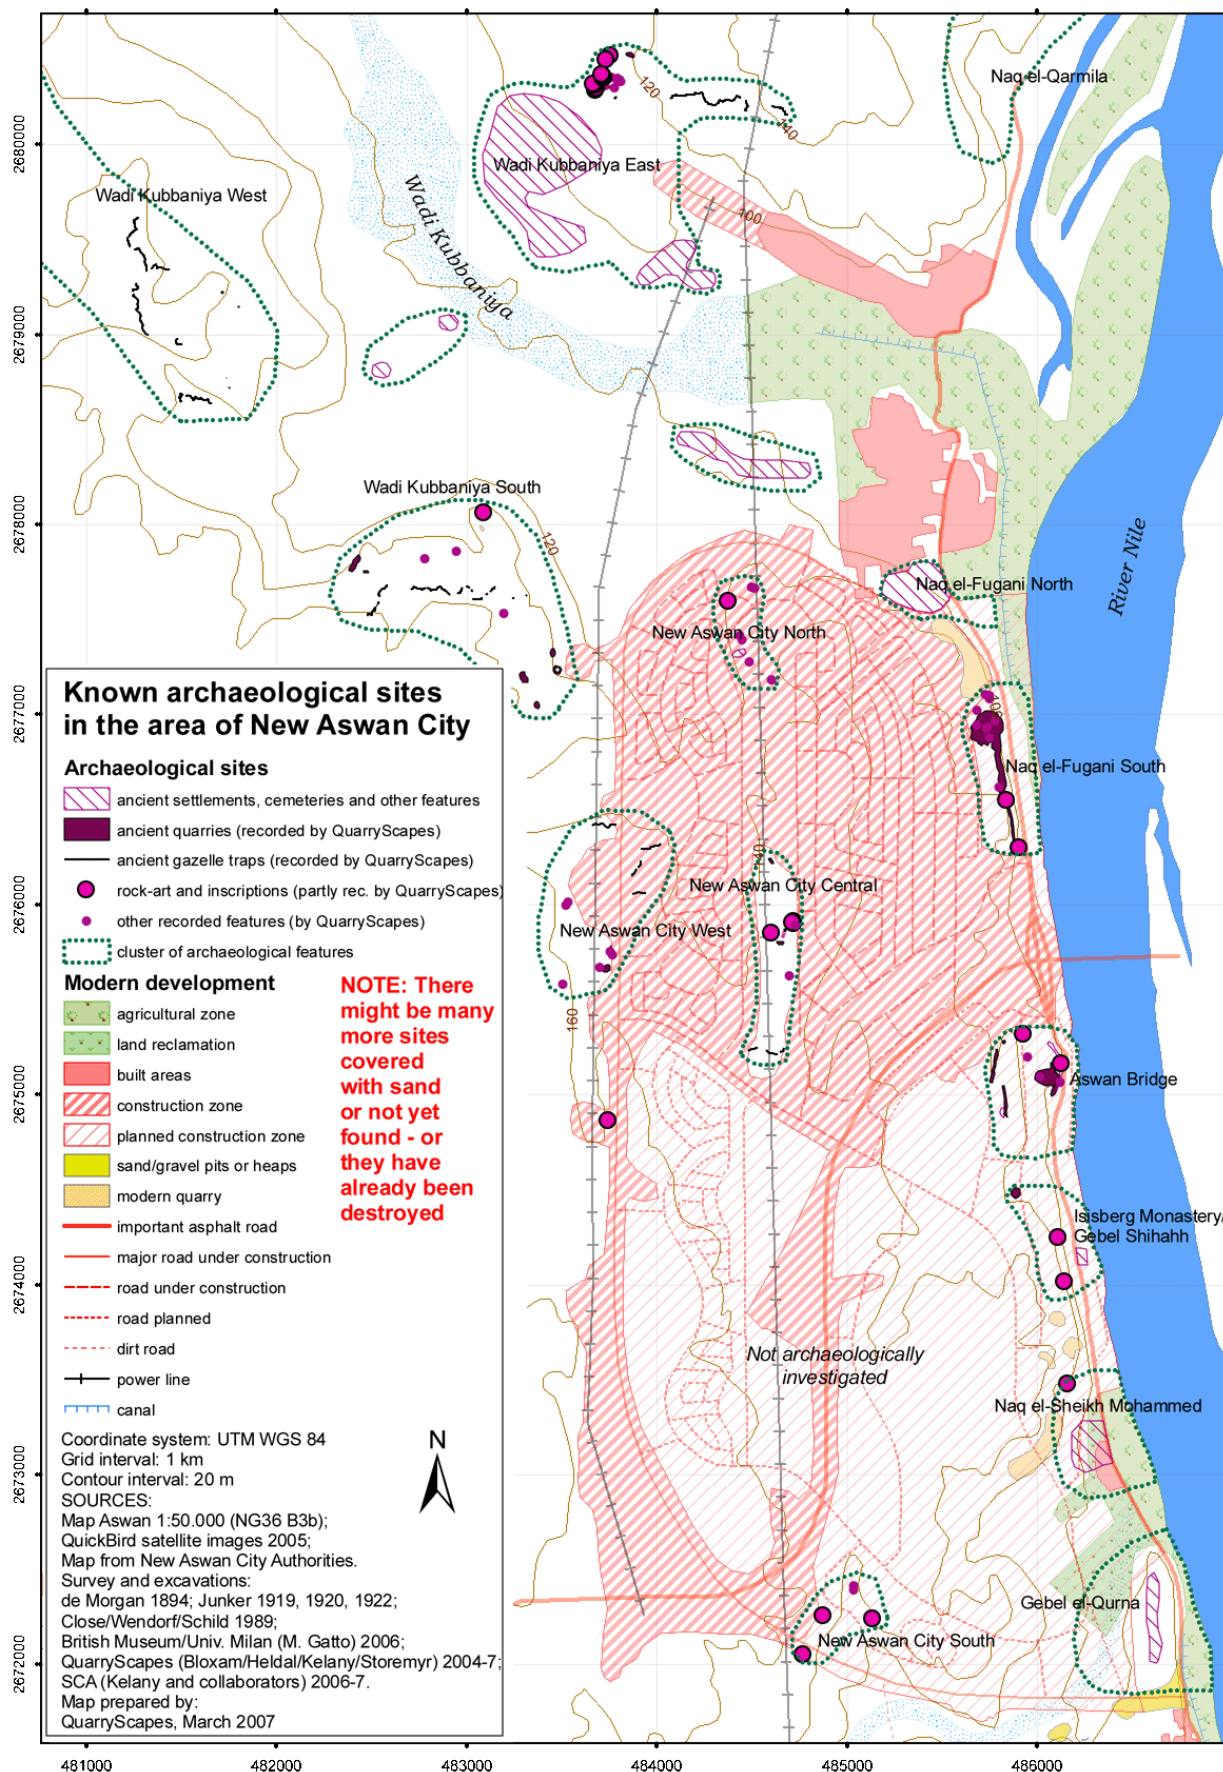 Naq el-Qarmila
120
140
Wadi Kubbaniya East
Wadi Kubbaniya West
Wadi Kubbaniya
100
Wadi Kubbaniya South
120
River Nile
Naq el-Fugani North
New Aswan City North
100
Naq el-Fugani South
140
New Aswan City Central
New Aswan City West
160
Aswan Bridge
Isisberg Monastery/
Gebel Shihahh
Not archaeologically
investigated
Naq el-Sheikh Mohammed
Gebel el-Qurna
New Aswan City South
Known archaeological sites
in the area of New Aswan City
Archaeological sites
ancient settlements, cemeteries and other features
ancient quarries (recorded by QuarryScapes)
ancient gazelle traps (recorded by QuarryScapes)
rock-art and inscriptions (partly rec. by QuarryScapes)
other recorded features (by QuarryScapes)
cluster of archaeological features
Modern development
agricultural zone
land reclamation
built areas
construction zone
planned construction zone
sand/gravel pits or heaps
modern quarry
important asphalt road
major road under construction
road under construction
road planned
dirt road
power line
canal
NOTE: There
might be many
more sites
covered
with sand
or not yet
found - or
they have
already been
destroyed
Coordinate system: UTM WGS 84
Grid interval: 1 km
Contour interval: 20 m
SOURCES:
Map Aswan 1:50.000 (NG36 B3b);
QuickBird satellite images 2005;
Map from New Aswan City Authorities.
Survey and excavations:
de Morgan 1894; Junker 1919, 1920, 1922;
Close/Wendorf/Schild 1989;
British Museum/Univ. Milan (M. Gatto) 2006;
QuarryScapes (Bloxam/Heldal/Kelany/Storemyr) 2004-7;
SCA (Kelany and collaborators) 2006-7.
Map prepared by:
QuarryScapes, March 2007
N
2680000
2679000
2678000
2677000
2676000
2675000
2674000
2673000
2672000
481000
482000
483000
484000
485000
486000